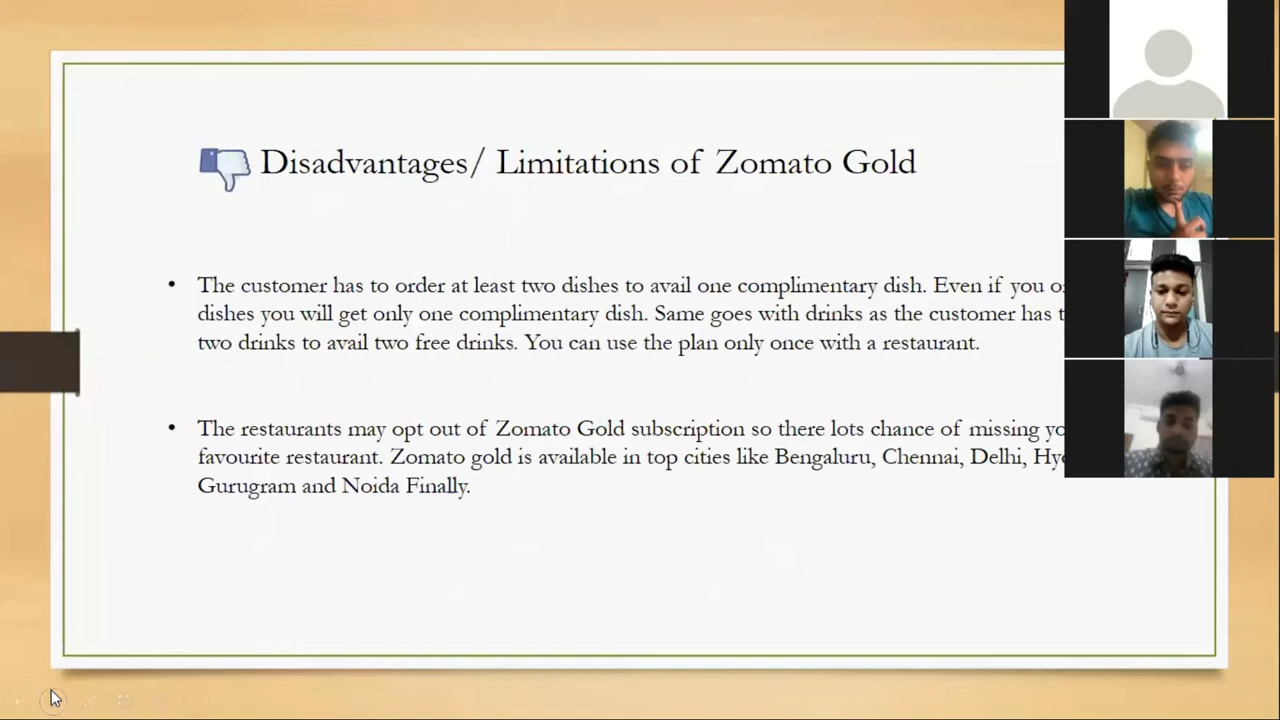 Disadvantages/ Limitations of Zomato Gold
• The customer has to order at least two dishes to avail one complimentary dish. Even if you
dishes you will get only one complimentary dish. Same goes with drinks as the customer has
two drinks to avail two free drinks. You can use the plan only once with a restaurant.
• The restaurants may opt out of Zomato Gold subscription so there lots chance of missing
favourite restaurant. Zomato gold is available in top cities like Bengaluru, Chennai, Delhi,
Gurugram and Noida Finally.